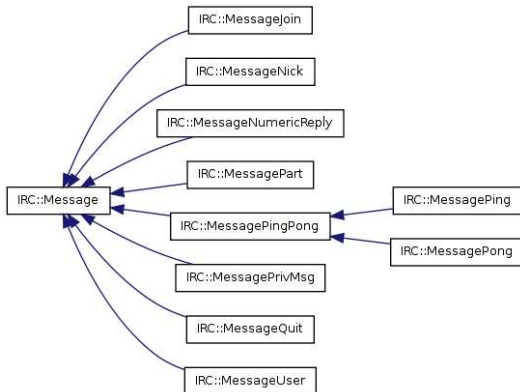 IRC::MessageJoin
IRC::MessageNick
IRC::MessageNumericReply
IRC::MessagePart
IRC::Message
IRC::MessagePingPong
IRC::MessagePing
IRC::MessagePong
IRC::MessagePrivMsg
IRC::MessageQuit
IRC::MessageUser